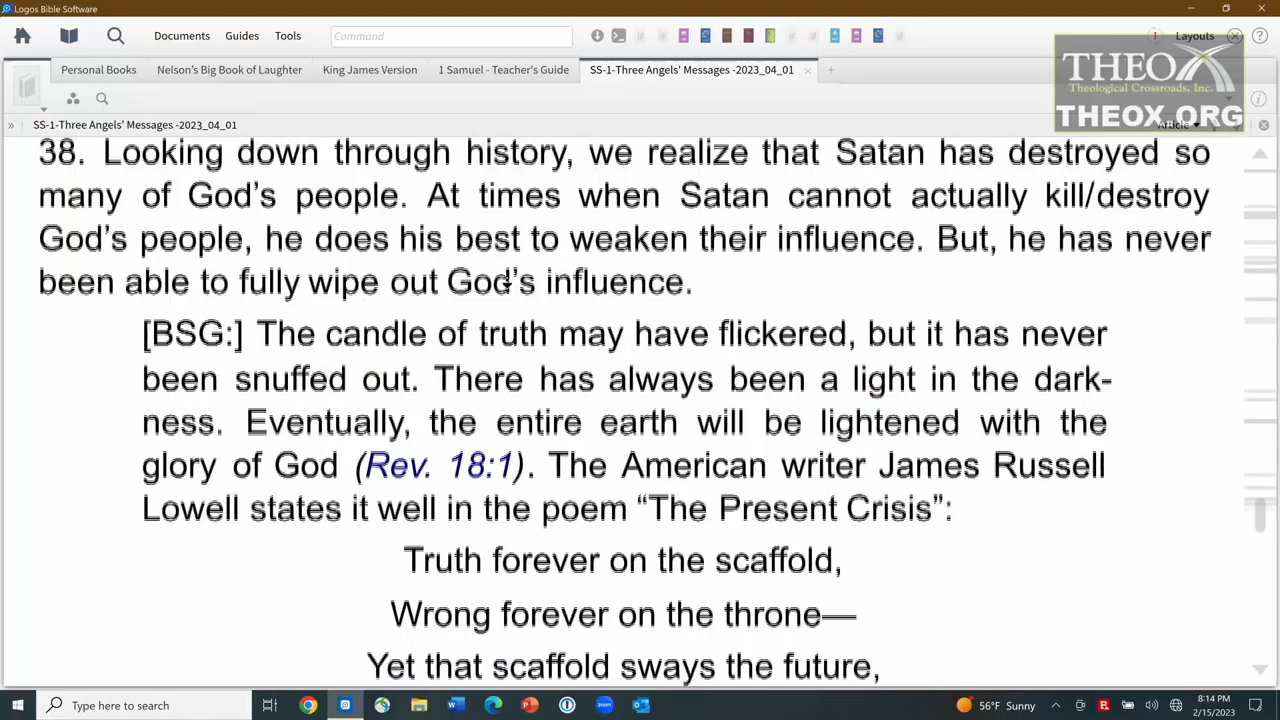 Logos Bible Software
Documents Guides Tools Command Layouts
THEOX
Theological Crossroads, Inc.
THEOX.ORG
Personal Books Nelson's Big Book of Laughter King James Vers 1 Samuel - Teacher's Guide SS-1-Three Angels' Messages -2023_04_01
SS-1-Three Angels' Messages -2023_04_01 Article
38. Looking down through history, we realize that Satan has destroyed so
many of God's people. At times when Satan cannot actually kill/destroy
God's people, he does his best to weaken their influence. But, he has never
been able to fully wipe out God's influence.
[BSG:] The candle of truth may have flickered, but it has never
been snuffed out. There has always been a light in the dark-
ness. Eventually, the entire earth will be lightened with the
glory of God (Rev. 18:1). The American writer James Russell
Lowell states it well in the poem “The Present Crisis”:
Truth forever on the scaffold,
Wrong forever on the throne—
Yet that scaffold sways the future,
Type here to search 56°F Sunny 8:14 PM
2/15/2023